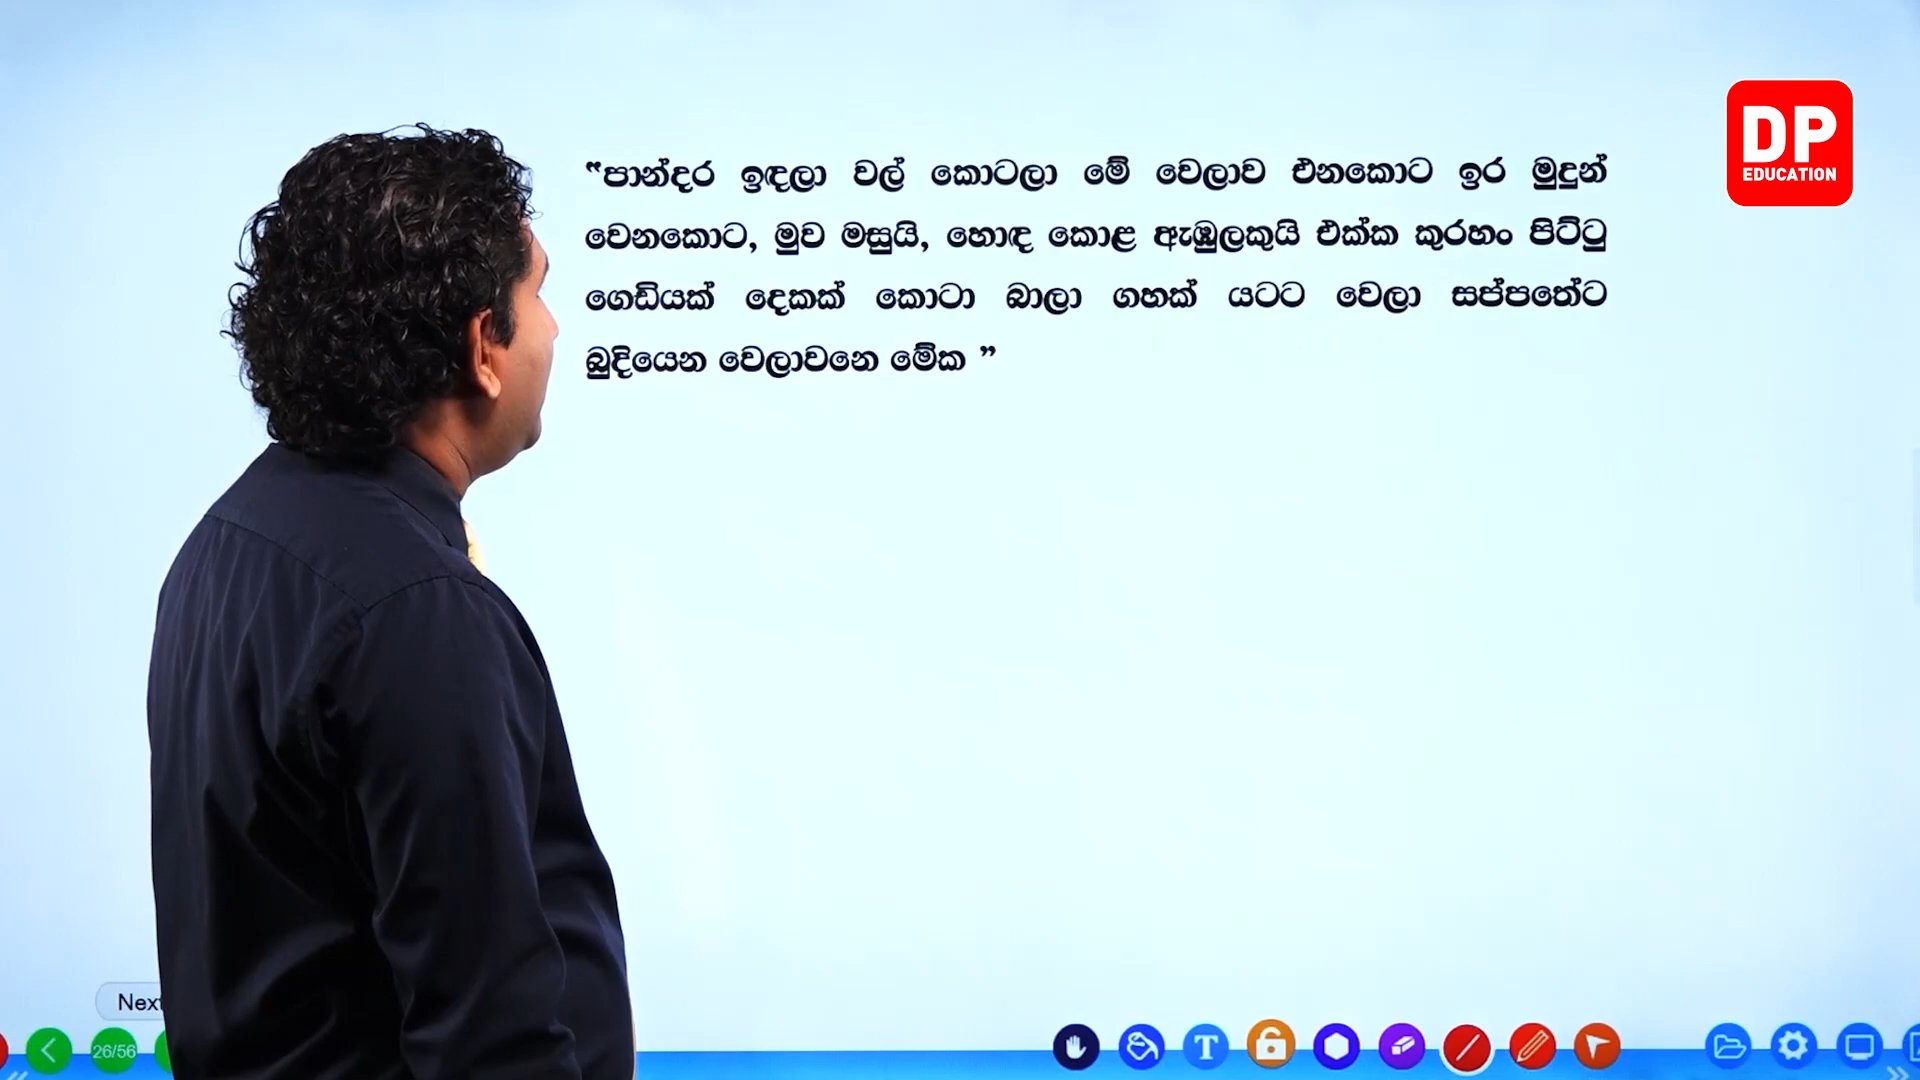 “පාන්දර ඉඳලා වල් කොටලා මේ වෙලාව එනකොට ඉර මුදුන්
වෙනකොට, මුව මසුයි, හොඳ කොළ ඇඹුලකුයි එක්ක කුරහං පිට්ටු
ගෙඩියක් දෙකක් කොටා බාලා ගහක් යටට වෙලා සප්පතේට
බුදියෙන වෙලාවනෙ මේක ”
DP
EDUCATION
Next
26/56
T